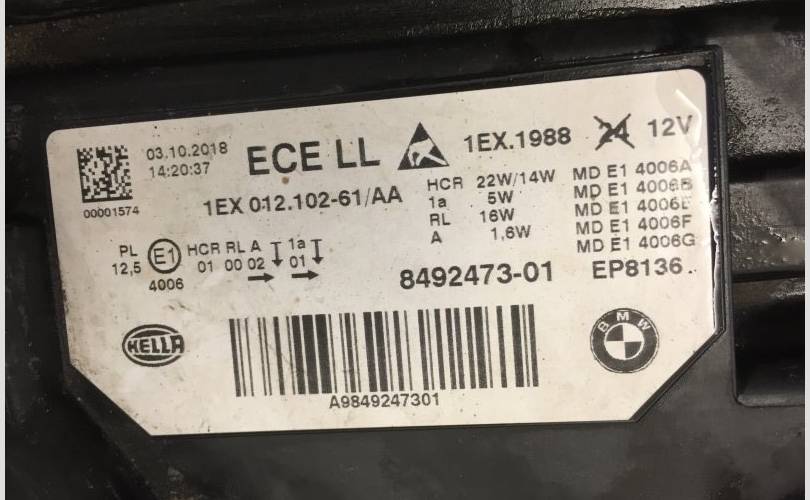 03.10.2018
14:20:37
00001574
ECE LL
1EX.1988 24 12V
1EX 012.102-61/AA
HCR 22W/14W
1a 5W
RL 16W
A 1,6W
MD E1 4006A
MD E1 4006B
MD E1 4006E
MD E1 4006F
MD E1 4006G
PL
12,5
E1
4006
HCR RL A 1a
01 00 02 01
8492473-01
EP8136
HELLA
BMW
A9849247301